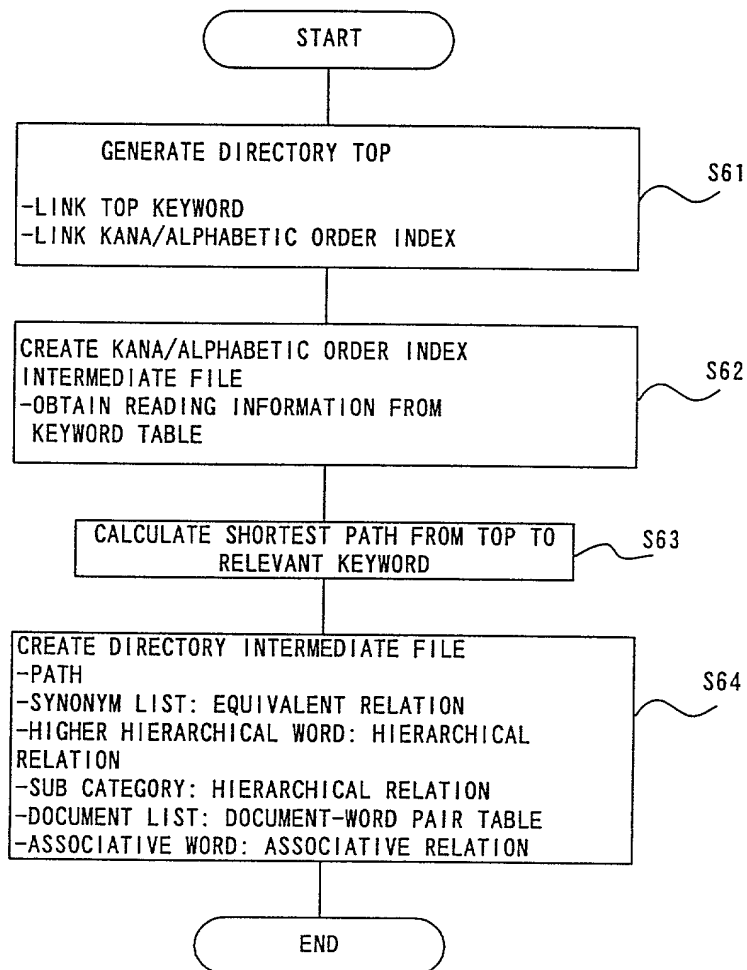 START
GENERATE DIRECTORY TOP
-LINK TOP KEYWORD
-LINK KANA/ALPHABETIC ORDER INDEX
S61
CREATE KANA/ALPHABETIC ORDER INDEX
INTERMEDIATE FILE
-OBTAIN READING INFORMATION FROM
KEYWORD TABLE
S62
CALCULATE SHORTEST PATH FROM TOP TO
RELEVANT KEYWORD
S63
CREATE DIRECTORY INTERMEDIATE FILE
-PATH
-SYNONYM LIST: EQUIVALENT RELATION
-HIGHER HIERARCHICAL WORD: HIERARCHICAL
RELATION
-SUB CATEGORY: HIERARCHICAL RELATION
-DOCUMENT LIST: DOCUMENT-WORD PAIR TABLE
-ASSOCIATIVE WORD: ASSOCIATIVE RELATION
S64
END